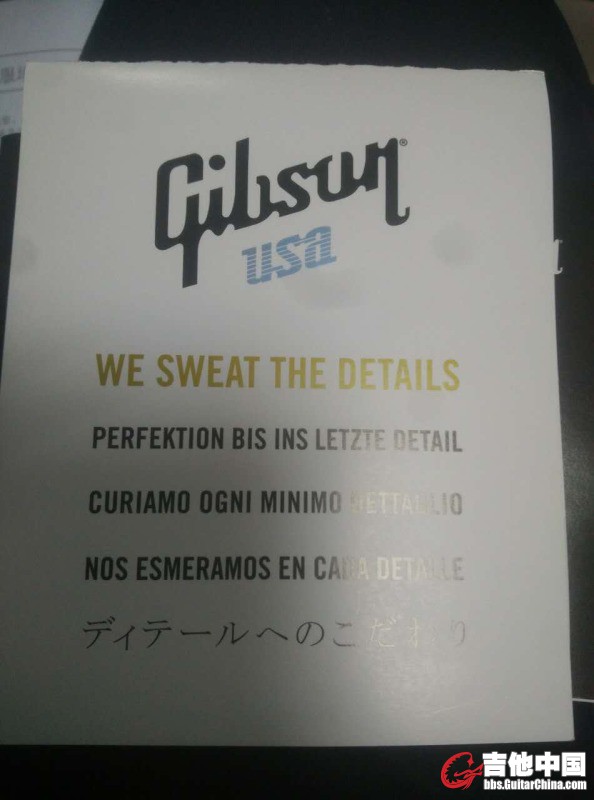 Gibson®
usa
WE SWEAT THE DETAILS
PERFEKTION BIS INS LETZTE DETAIL
CURIAMO OGNI MINIMO DETTAGLIO
NOS ESMERAMOS EN CADA DETALLE
ディテールへのこだわり
吉他中国
bbs.GuitarChina.com